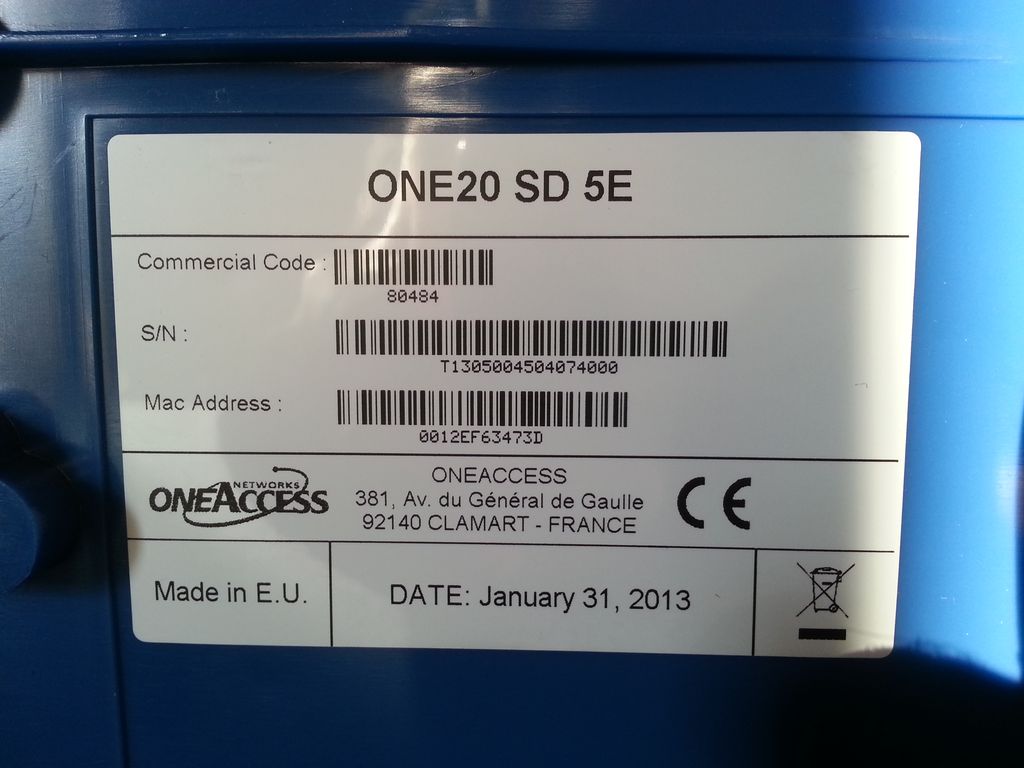 ONE20 SD 5E
Commercial Code :
80484
S/N :
T1305004504074000
Mac Address :
0012EF63473D
NETWORKS
ONEACCESS
ONEACCESS
381, Av. du Général de Gaulle
92140 CLAMART - FRANCE
CE
Made in E.U.
DATE: January 31, 2013